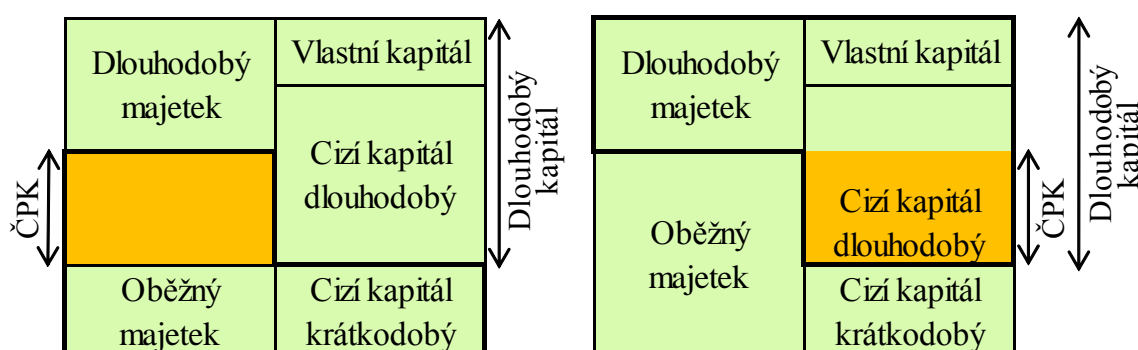 Dlouhodobý
majetek
Vlastní kapitál
Cizí kapitál
dlouhodobý
ČPK
Dlouhodobý
kapitál
Oběžný
majetek
Cizí kapitál
krátkodobý
Dlouhodobý
majetek
Vlastní kapitál
Oběžný
majetek
Cizí kapitál
dlouhodobý
ČPK
Dlouhodobý
kapitál
Cizí kapitál
krátkodobý